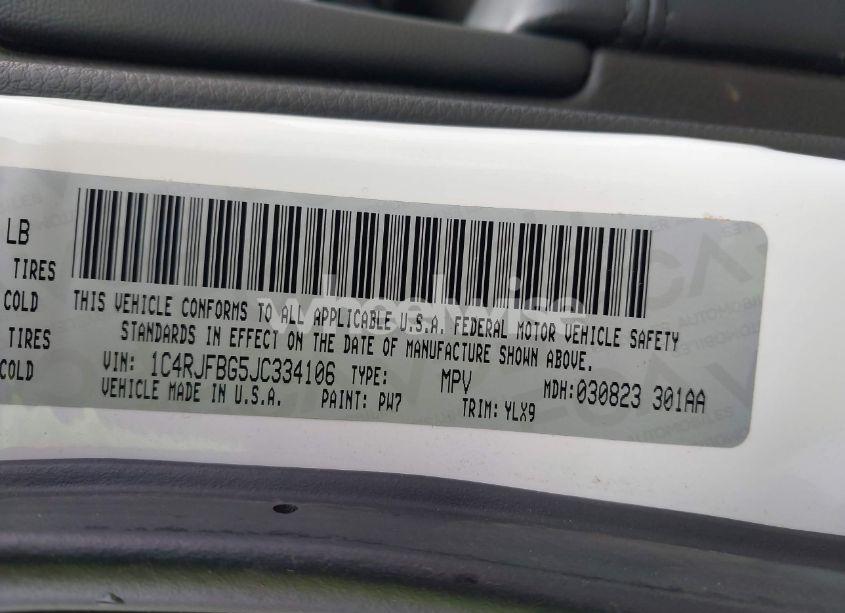 LB
TIRES
COLD
TIRES
COLD
THIS VEHICLE CONFORMS TO ALL APPLICABLE U.S.A. FEDERAL MOTOR VEHICLE SAFETY
STANDARDS IN EFFECT ON THE DATE OF MANUFACTURE SHOWN ABOVE.
VIN: 1C4RJFBG5JC334106 TYPE: MPV MDH:030823 301AA
VEHICLE MADE IN U.S.A. PAINT: PW7 TRIM: YLX9
wheelwise